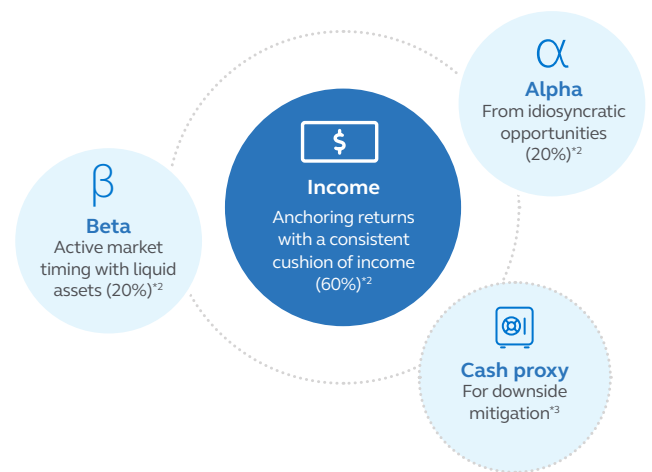 α
Alpha
From idiosyncratic
opportunities
(20%)*2
$
Income
Anchoring returns
with a consistent
cushion of income
(60%)*2
β
Beta
Active market
timing with liquid
assets (20%)*2
Cash proxy
For downside
mitigation*3